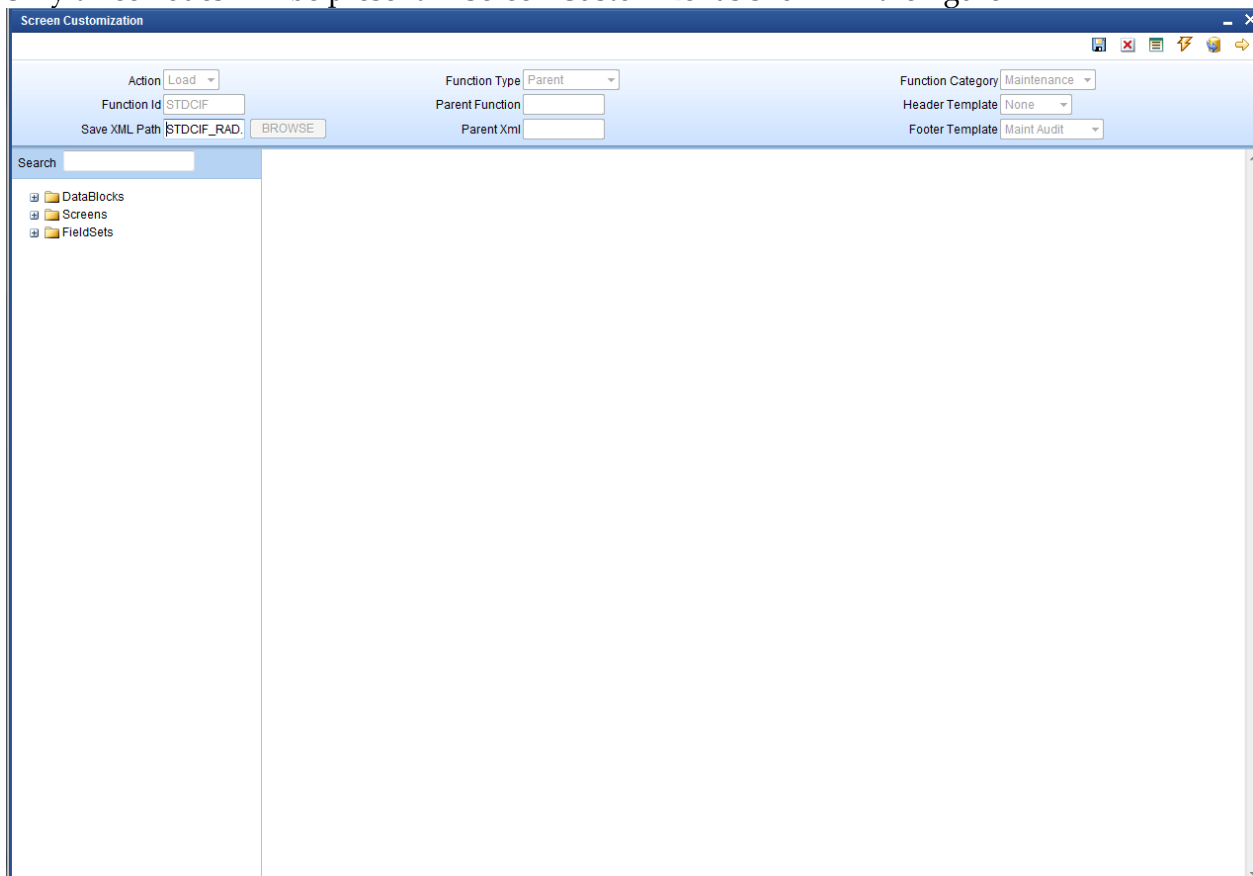 Screen Customization
Action Load Function Type Parent Function Category Maintenance
Function Id STDCIF Parent Function Header Template None
Save XML Path STDCIF_RAD. BROWSE Parent Xml Footer Template Maint Audit
Search
DataBlocks
Screens
FieldSets